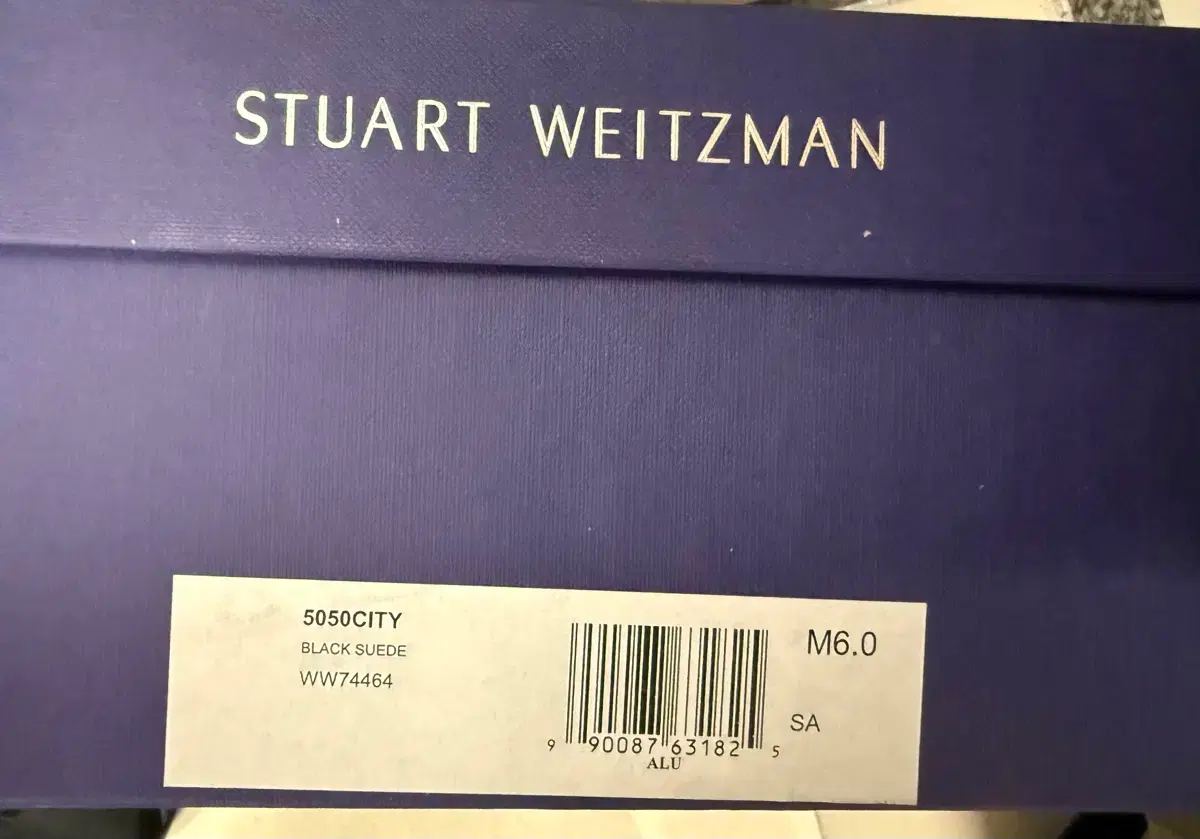 STUART WEITZMAN
5050CITY
BLACK SUEDE
WW74464
M6.0
SA
9 90087 63182 5
ALU